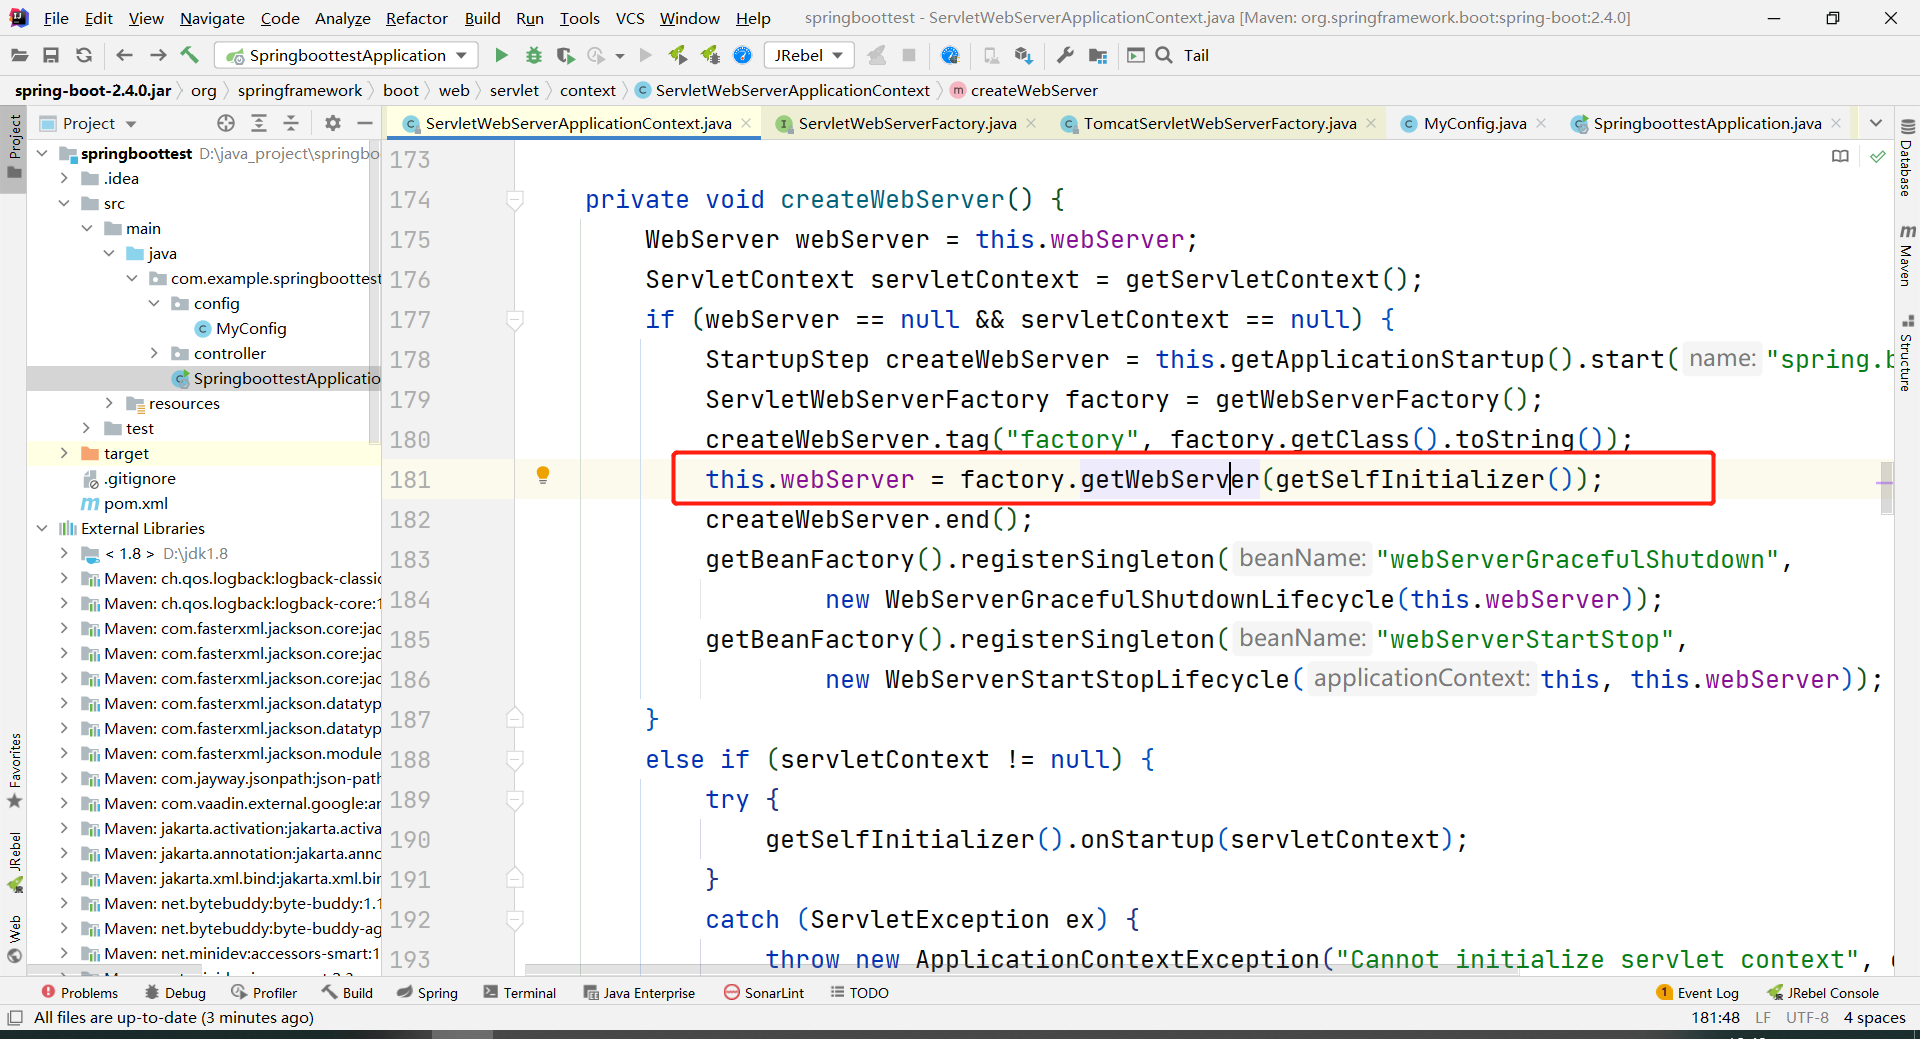 File Edit View Navigate Code Analyze Refactor Build Run Tools VCS Window Help springboottest - ServletWebServerApplicationContext.java [Maven: org.springframework.boot:spring-boot:2.4.0]
SpringboottestApplication JRebel Tail
spring-boot-2.4.0.jar org springframework boot web servlet context ServletWebServerApplicationContext createWebServer
Project
ServletWebServerApplicationContext.java ServletWebServerFactory.java TomcatServletWebServerFactory.java MyConfig.java SpringboottestApplication.java
Project
Favorites
JRebel
Web
springboottest D:\java_project\springbo
.idea
src
main
java
com.example.springboottest
config
MyConfig
controller
SpringboottestApplicatio
resources
test
target
.gitignore
pom.xml
External Libraries
< 1.8 > D:\jdk1.8
Maven: ch.qos.logback:logback-classic
Maven: ch.qos.logback:logback-core:1
Maven: com.fasterxml.jackson.core:jac
Maven: com.fasterxml.jackson.core:jac
Maven: com.fasterxml.jackson.core:jac
Maven: com.fasterxml.jackson.datatyp
Maven: com.fasterxml.jackson.datatyp
Maven: com.fasterxml.jackson.module
Maven: com.jayway.jsonpath:json-path
Maven: com.vaadin.external.google:an
Maven: jakarta.activation:jakarta.activa
Maven: jakarta.annotation:jakarta.anno
Maven: jakarta.xml.bind:jakarta.xml.bin
Maven: net.bytebuddy:byte-buddy:1.1
Maven: net.bytebuddy:byte-buddy-ag
Maven: net.minidev:accessors-smart:1
173
174 private void createWebServer() {
175 WebServer webServer = this.webServer;
176 ServletContext servletContext = getServletContext();
177 if (webServer == null && servletContext == null) {
178 StartupStep createWebServer = this.getApplicationStartup().start( name: "spring.b
179 ServletWebServerFactory factory = getWebServerFactory();
180 createWebServer.tag("factory", factory.getClass().toString());
181 this.webServer = factory.getWebServer(getSelfInitializer());
182 createWebServer.end();
183 getBeanFactory().registerSingleton( beanName: "webServerGracefulShutdown",
184 new WebServerGracefulShutdownLifecycle(this.webServer));
185 getBeanFactory().registerSingleton( beanName: "webServerStartStop",
186 new WebServerStartStopLifecycle( applicationContext: this, this.webServer));
187 }
188 else if (servletContext != null) {
189 try {
190 getSelfInitializer().onStartup(servletContext);
191 }
192 catch (ServletException ex) {
193 throw new ApplicationContextException("Cannot initialize servlet context",
Database
Maven
Structure
Problems Debug Profiler Build Spring Terminal Java Enterprise SonarLint TODO 1 Event Log JRebel Console
All files are up-to-date (3 minutes ago) 181:48 LF UTF-8 4 spaces